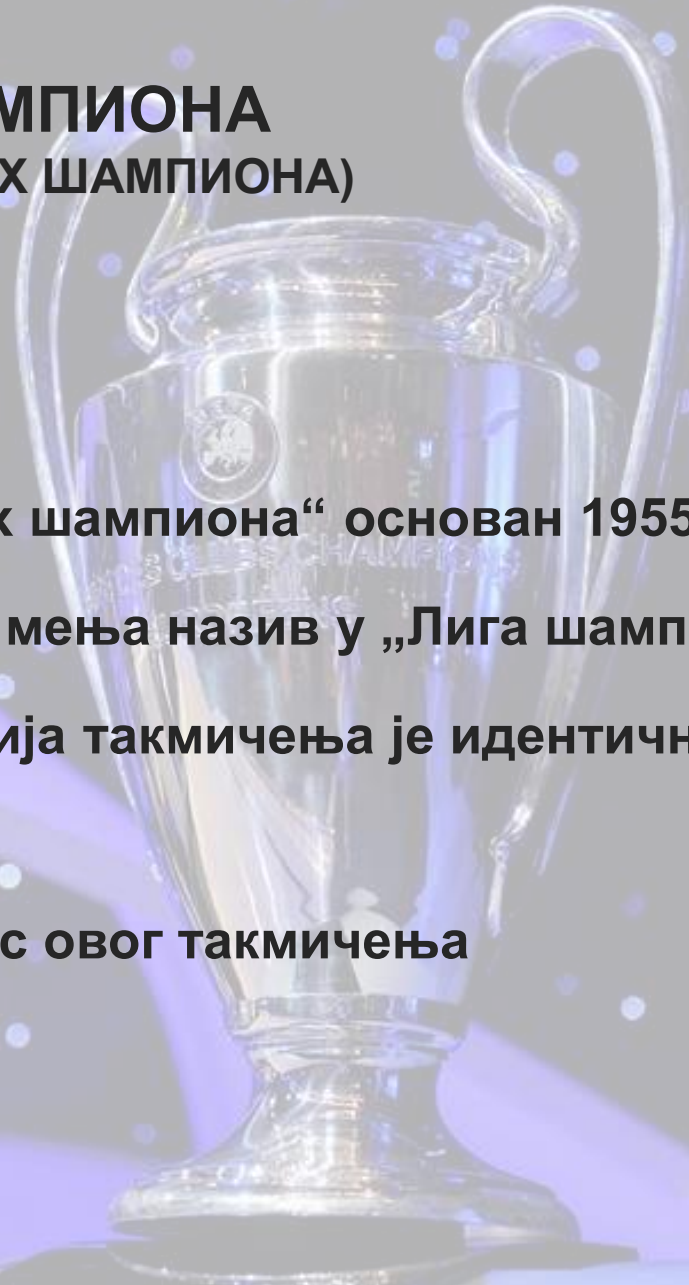 МПИОНА
Х ШАМПИОНА)
х шампиона“ основан 1955
мења назив у „Лига шамп
ија такмичења је идентичн
с овог такмичења